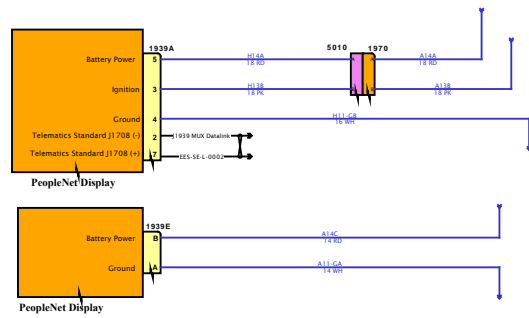 1939A
5010 1970
Battery Power 5 H14A A A A14A
18 RD 18 RD
Ignition 3 H13B B A13B
18 PK 18 PK
Ground 4 H11-GB
16 WH
Telematics Standard J1708 (-) 2 J1939 MUX Datalink
Telematics Standard J1708 (+) 7 EES-SE-L-0002
PeopleNet Display
1939E
Battery Power B A14C
14 RD
Ground A A11-GA
14 WH
PeopleNet Display